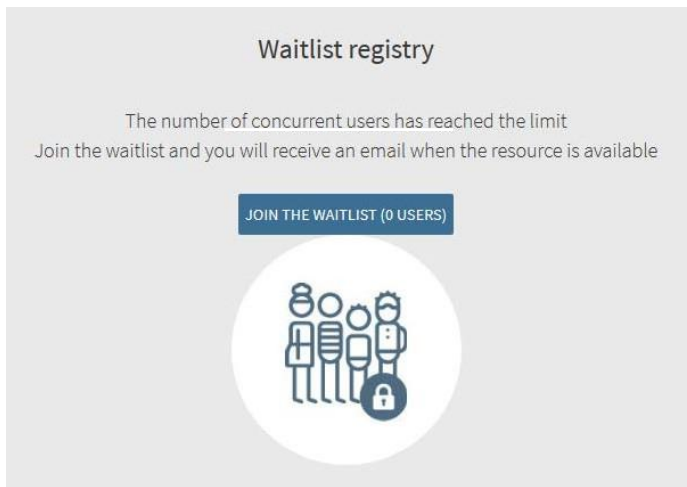 Waitlist registry
The number of concurrent users has reached the limit
Join the waitlist and you will receive an email when the resource is available
JOIN THE WAITLIST (0 USERS)